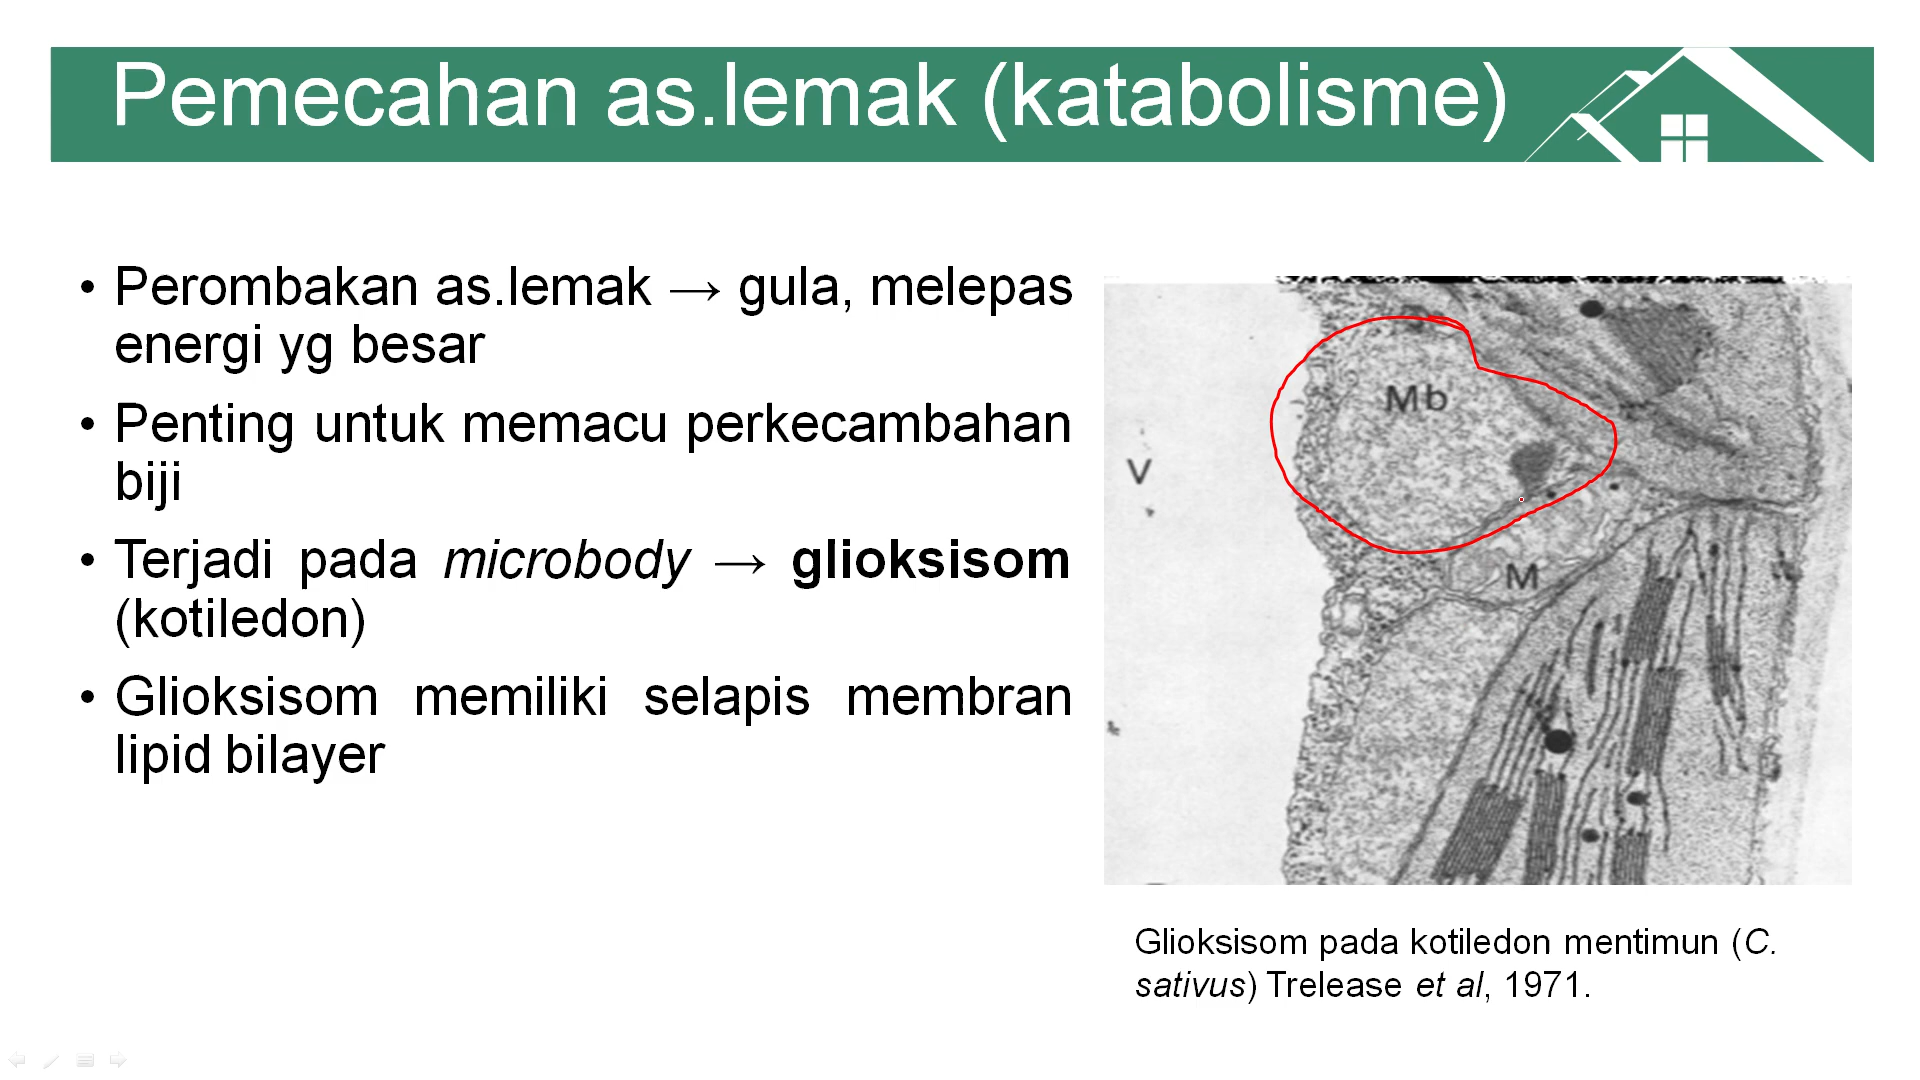 Pemecahan as.lemak (katabolisme)
• Perombakan as.lemak → gula, melepas
energi yg besar
• Penting untuk memacu perkecambahan
biji
• Terjadi pada microbody → glioksisom
(kotiledon)
• Glioksisom memiliki selapis membran
lipid bilayer
Mb
V
M
Glioksisom pada kotiledon mentimun (C.
sativus) Trelease et al, 1971.